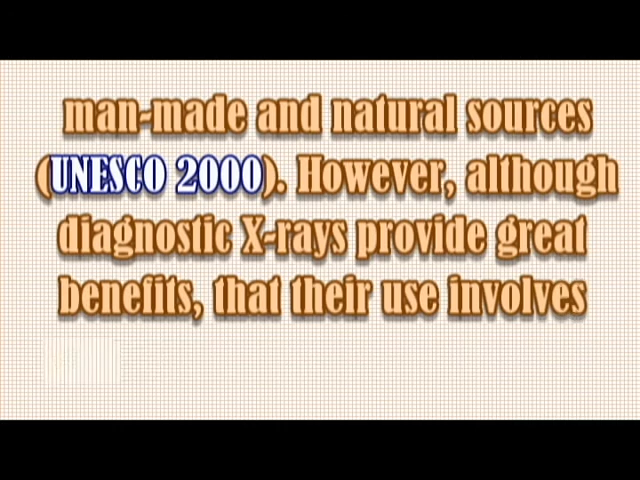 man-made and natural sources
(UNESCO 2000). However, although
diagnostic X-rays provide great
benefits, that their use involves